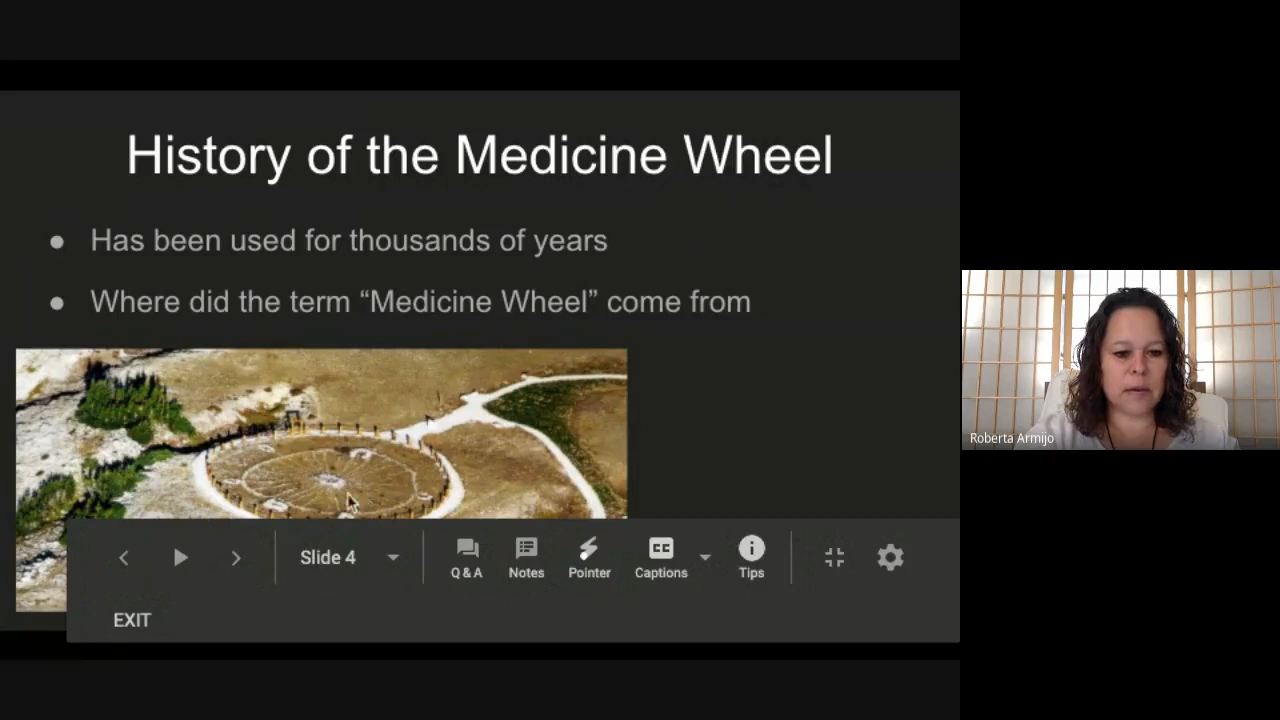 History of the Medicine Wheel
● Has been used for thousands of years
● Where did the term “Medicine Wheel” come from
Roberta Armijo
Slide 4
Q & A
Notes
Pointer
CC
Captions
Tips
EXIT